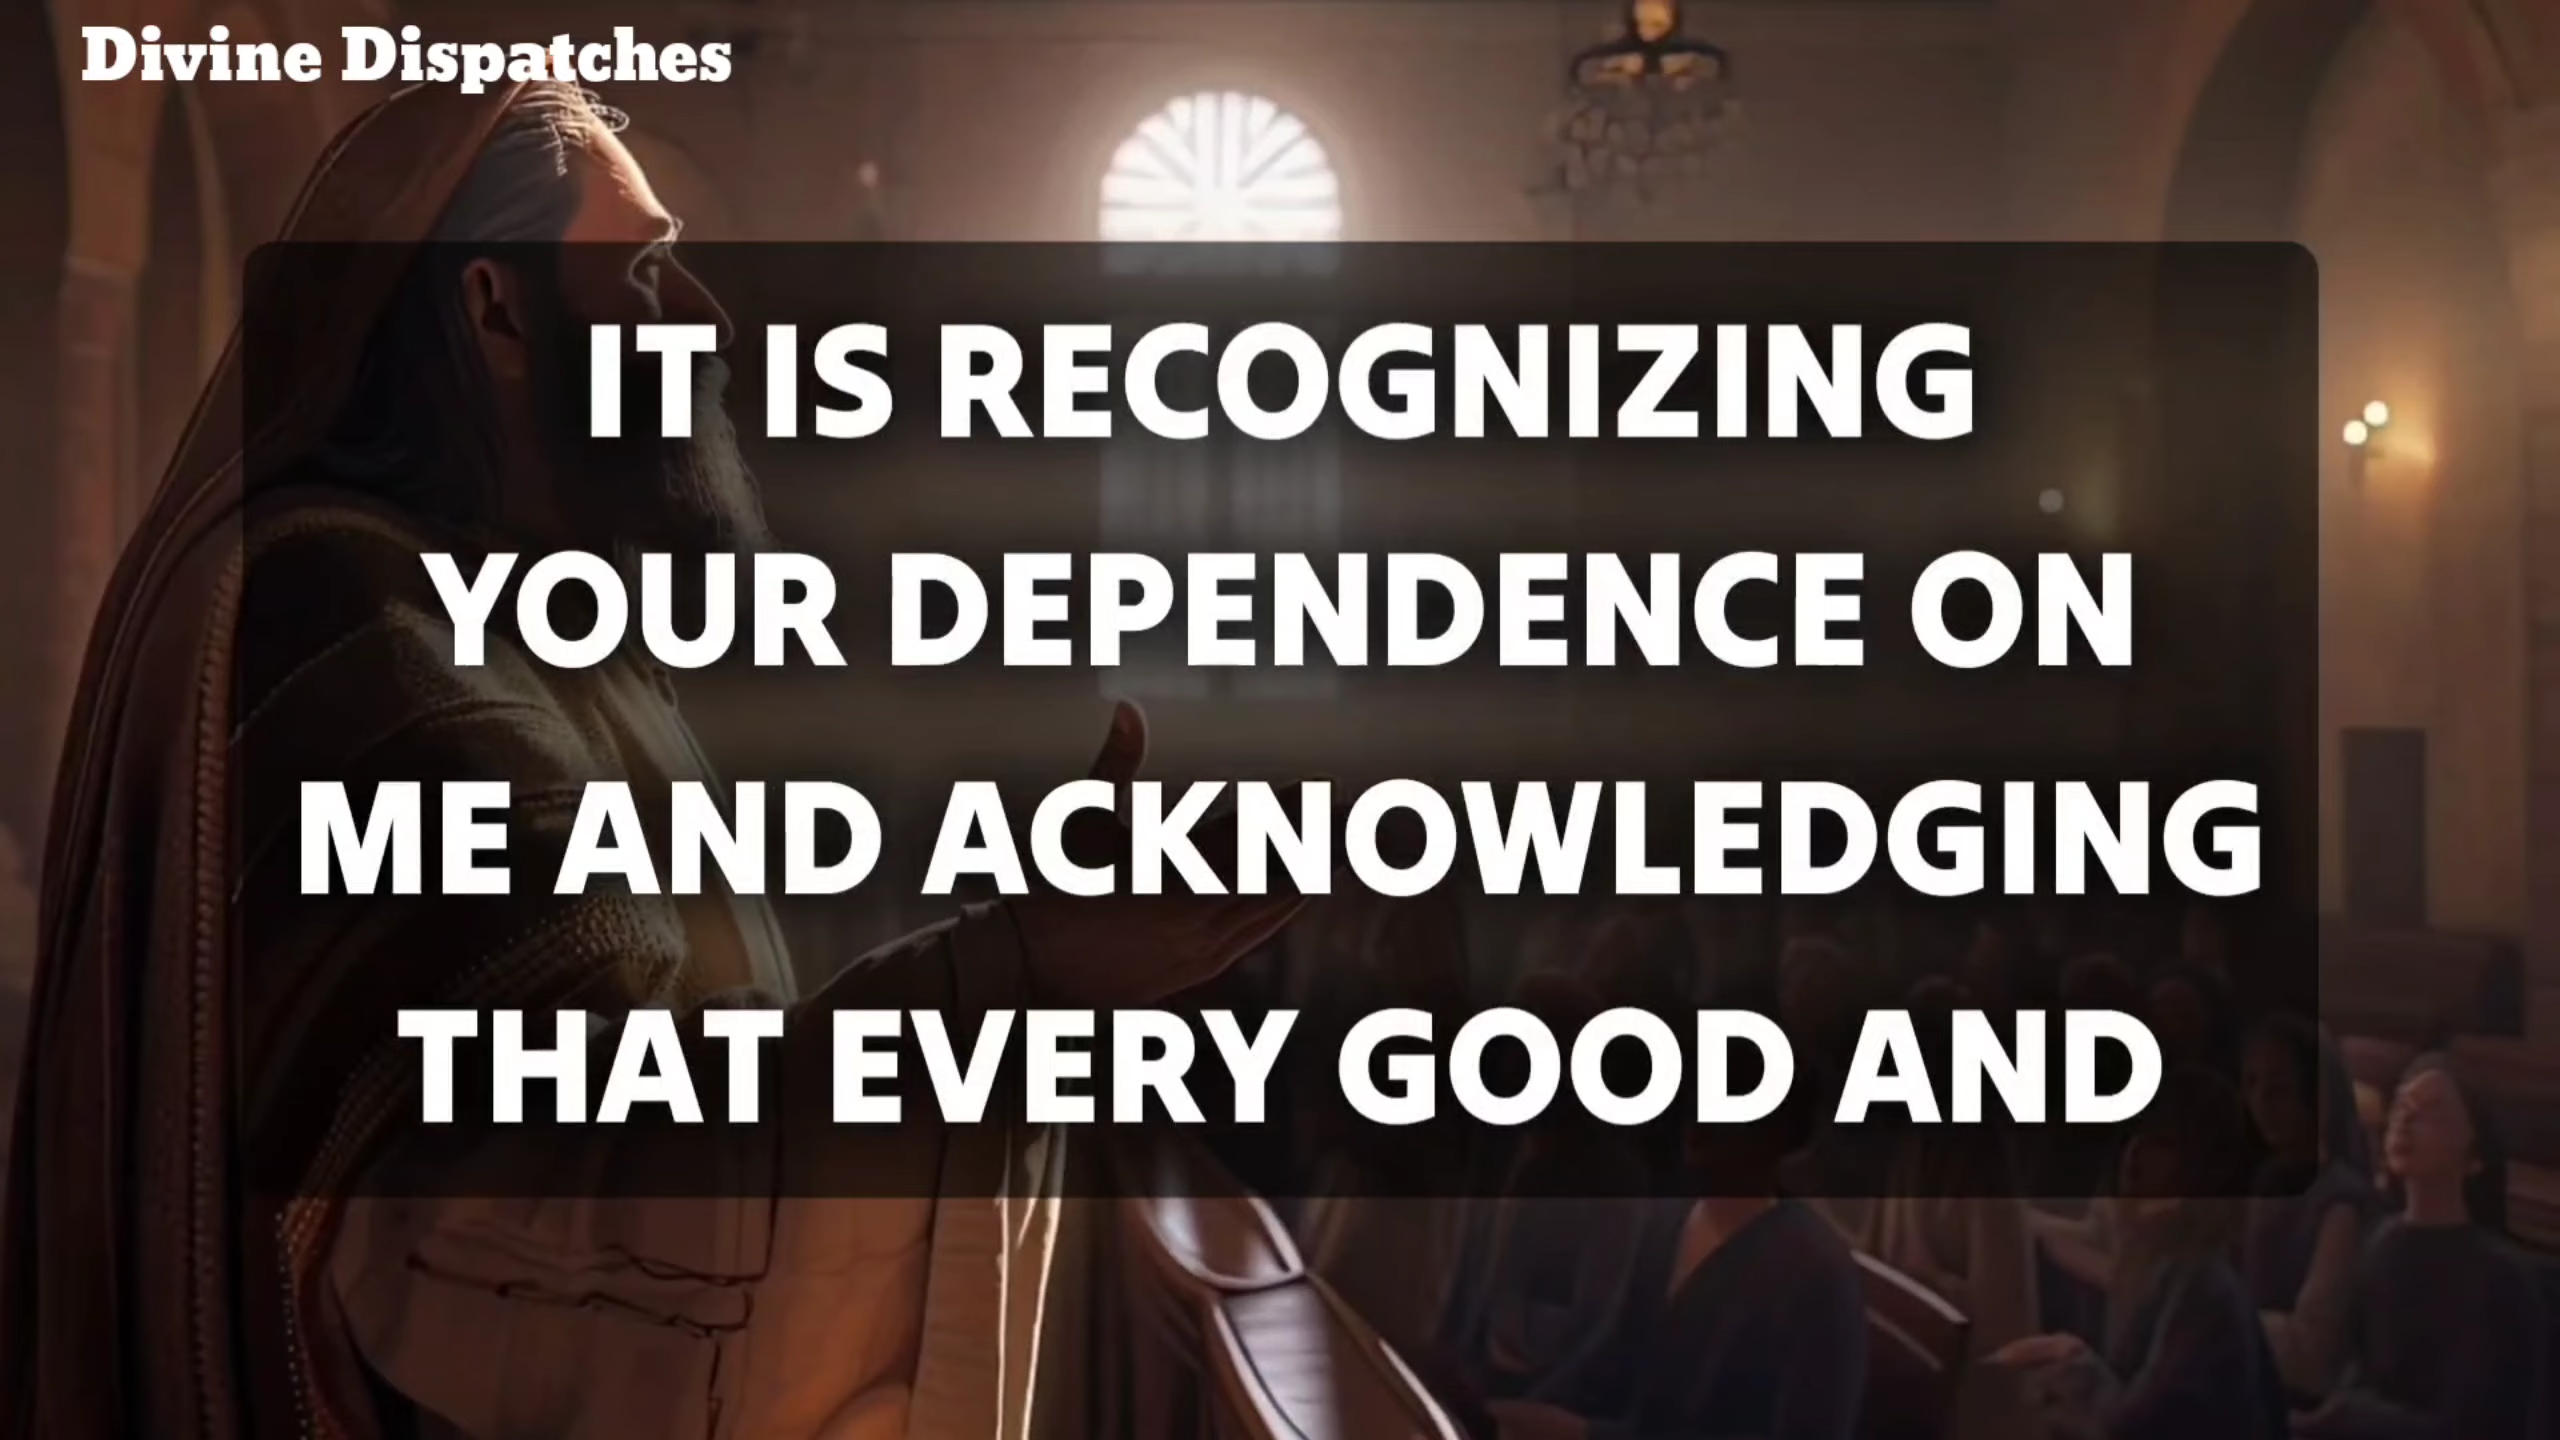 Divine Dispatches
IT IS RECOGNIZING
YOUR DEPENDENCE ON
ME AND ACKNOWLEDGING
THAT EVERY GOOD AND